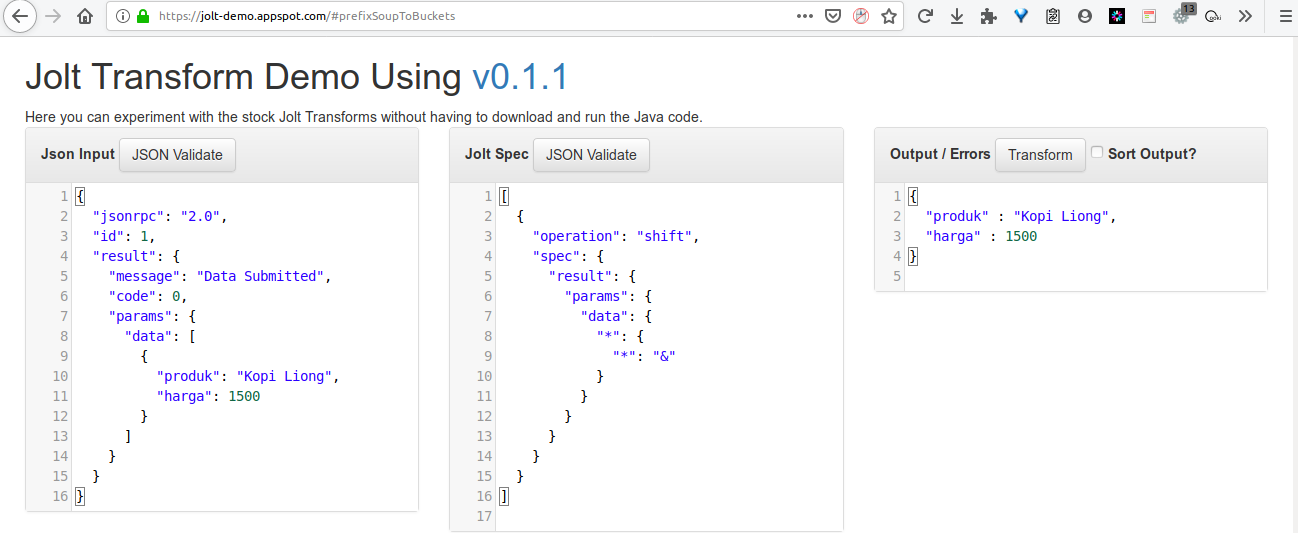 https://jolt-demo.appspot.com/#prefixSoupToBuckets
13
Jolt Transform Demo Using v0.1.1
Here you can experiment with the stock Jolt Transforms without having to download and run the Java code.
Json Input JSON Validate
1 {
2 "jsonrpc": "2.0",
3 "id": 1,
4 "result": {
5 "message": "Data Submitted",
6 "code": 0,
7 "params": {
8 "data": [
9 {
10 "produk": "Kopi Liong",
11 "harga": 1500
12 }
13 ]
14 }
15 }
16 }
Jolt Spec JSON Validate
1 [
2 {
3 "operation": "shift",
4 "spec": {
5 "result": {
6 "params": {
7 "data": {
8 "*": {
9 "*": "&"
10 }
11 }
12 }
13 }
14 }
15 }
16 ]
17
Output / Errors Transform Sort Output?
1 {
2 "produk" : "Kopi Liong",
3 "harga" : 1500
4 }
5